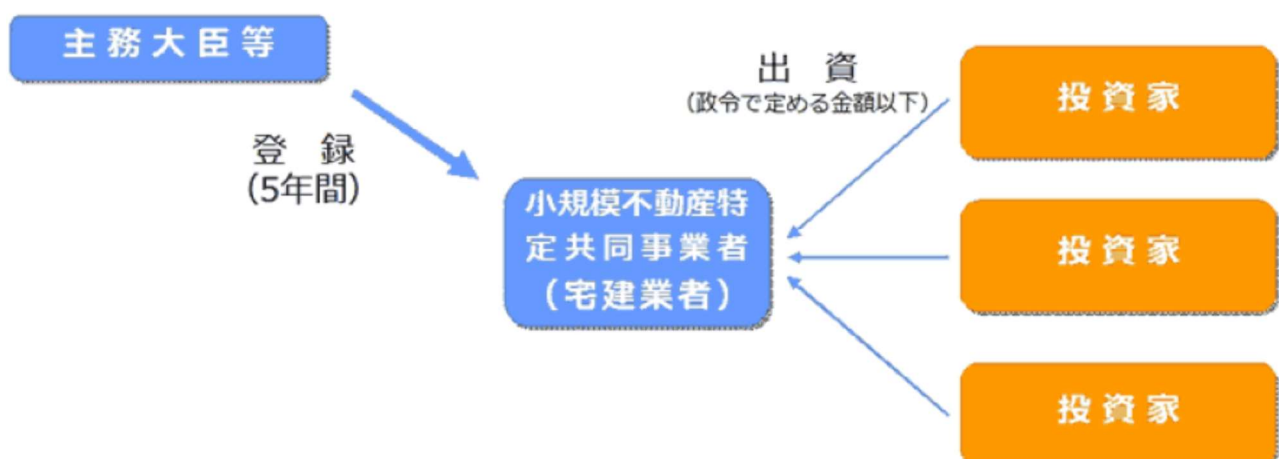 主務大臣等
登録
(5年間)
出資
(政令で定める金額以下)
小規模不動産特
定共同事業者
(宅建業者)
投資家
投資家
投資家